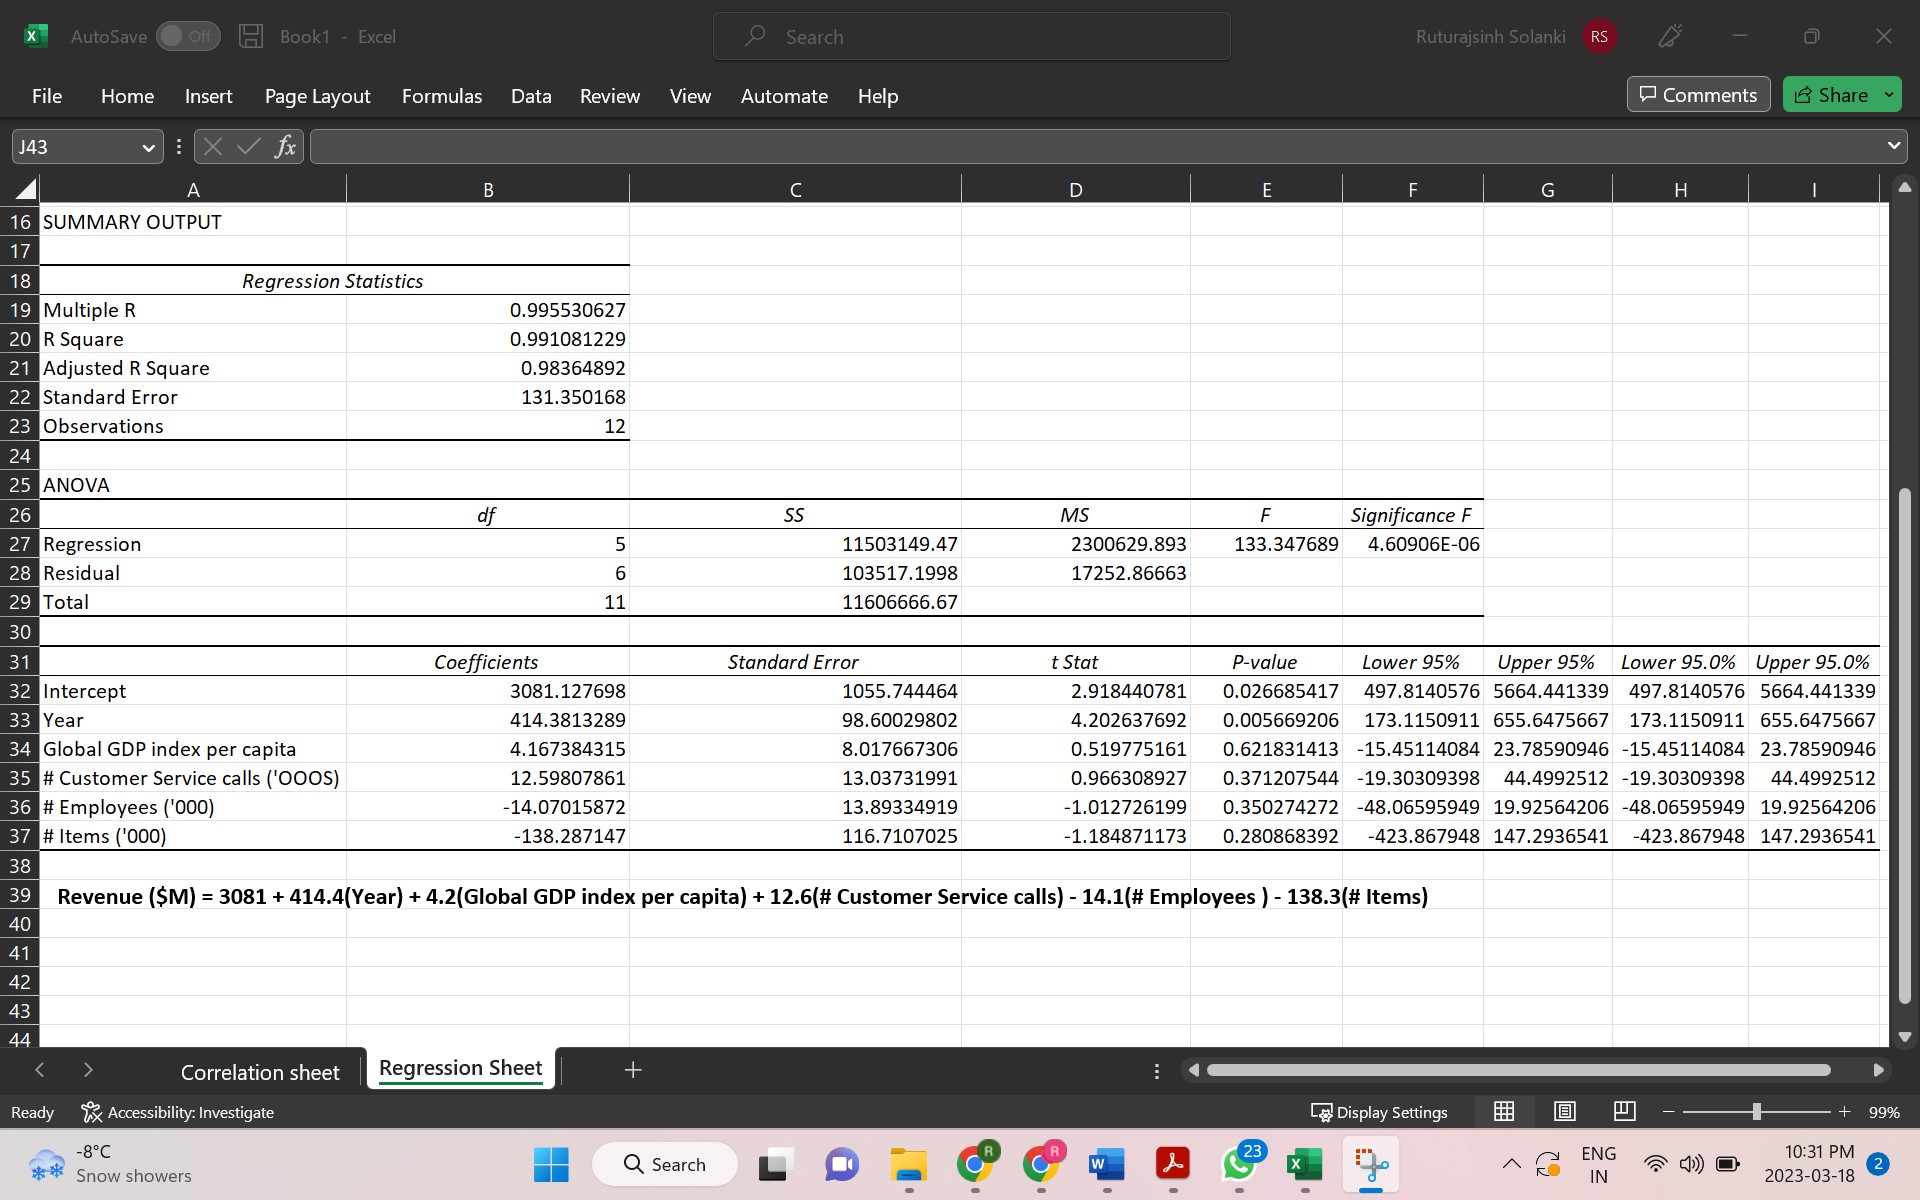 AutoSave Off Book1 - Excel Search Ruturajsinh Solanki RS
File Home Insert Page Layout Formulas Data Review View Automate Help Comments Share
J43 fx
A B C D E F G H I
16 SUMMARY OUTPUT
17
18 Regression Statistics
19 Multiple R 0.995530627
20 R Square 0.991081229
21 Adjusted R Square 0.98364892
22 Standard Error 131.350168
23 Observations 12
24
25 ANOVA
26 df SS MS F Significance F
27 Regression 5 11503149.47 2300629.893 133.347689 4.60906E-06
28 Residual 6 103517.1998 17252.86663
29 Total 11 11606666.67
30
31 Coefficients Standard Error t Stat P-value Lower 95% Upper 95% Lower 95.0% Upper 95.0%
32 Intercept 3081.127698 1055.744464 2.918440781 0.026685417 497.8140576 5664.441339 497.8140576 5664.441339
33 Year 414.3813289 98.60029802 4.202637692 0.005669206 173.1150911 655.6475667 173.1150911 655.6475667
34 Global GDP index per capita 4.167384315 8.017667306 0.519775161 0.621831413 -15.45114084 23.78590946 -15.45114084 23.78590946
35 # Customer Service calls ('OOOS) 12.59807861 13.03731991 0.966308927 0.371207544 -19.30309398 44.4992512 -19.30309398 44.4992512
36 # Employees ('000) -14.07015872 13.89334919 -1.012726199 0.350274272 -48.06595949 19.92564206 -48.06595949 19.92564206
37 # Items ('000) -138.287147 116.7107025 -1.184871173 0.280868392 -423.867948 147.2936541 -423.867948 147.2936541
38
39 Revenue ($M) = 3081 + 414.4(Year) + 4.2(Global GDP index per capita) + 12.6(# Customer Service calls) - 14.1(# Employees ) - 138.3(# Items)
40
41
42
43
44
Correlation sheet Regression Sheet
Ready Accessibility: Investigate Display Settings 99%
-8°C
Snow showers
Search
R R W 23 X
ENG
IN
10:31 PM
2023-03-18
2